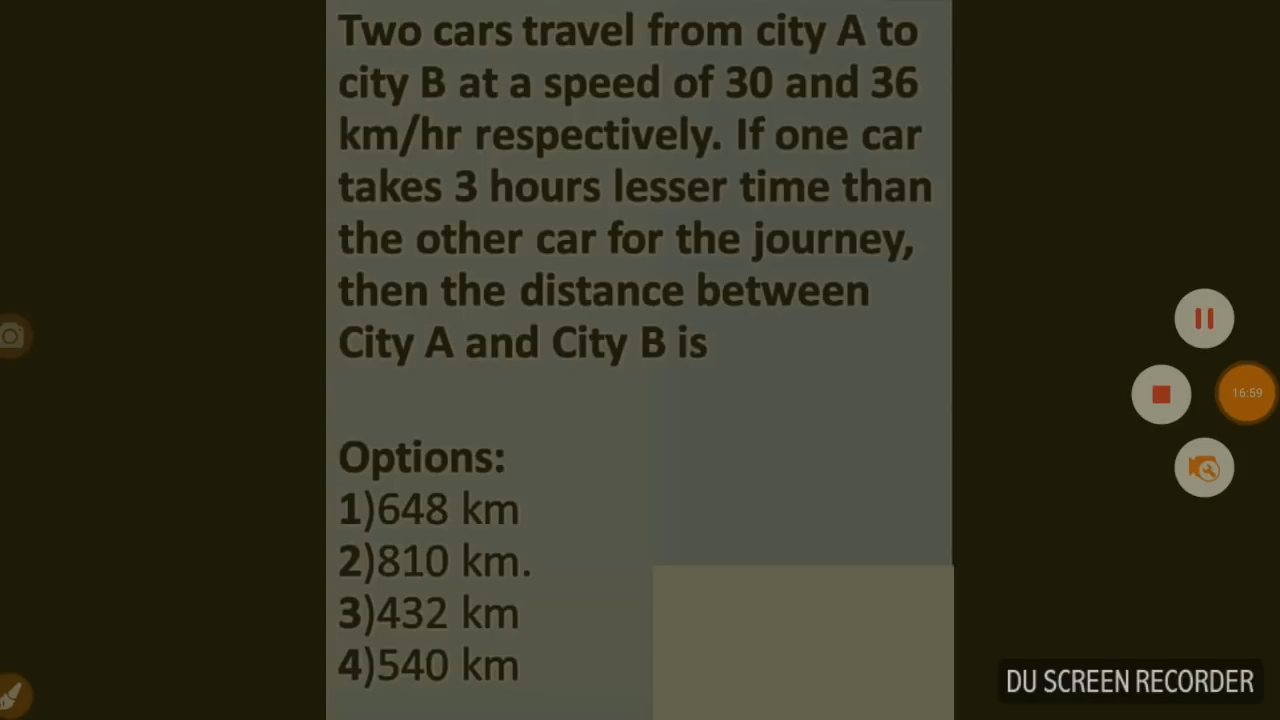 Two cars travel from city A to
city B at a speed of 30 and 36
km/hr respectively. If one car
takes 3 hours lesser time than
the other car for the journey,
then the distance between
City A and City B is
Options:
1)648 km
2)810 km.
3)432 km
4)540 km
16:59
DU SCREEN RECORDER